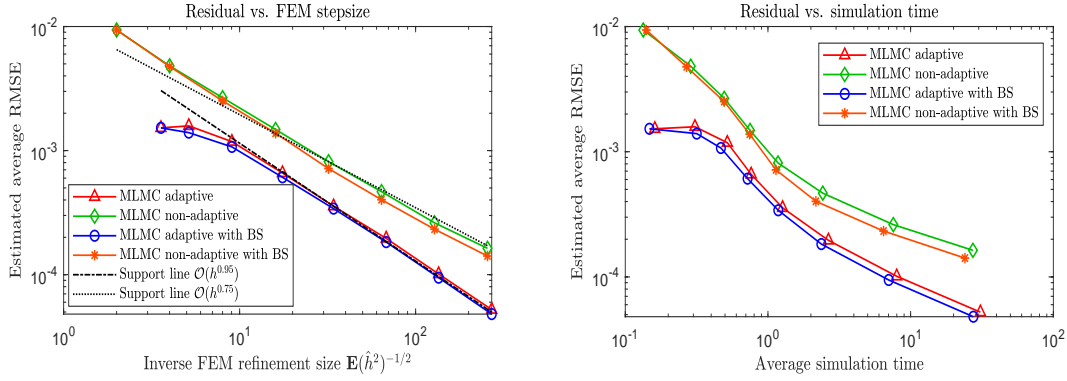 Residual vs. FEM stepsize
Estimated average RMSE
10^-2
10^-3
10^-4
MLMC adaptive
MLMC non-adaptive
MLMC adaptive with BS
MLMC non-adaptive with BS
Support line 𝒪(h^0.95)
Support line 𝒪(h^0.75)
10^0
10^1
10^2
Inverse FEM refinement size 𝐄(ĥ^2)^-1/2
Residual vs. simulation time
Estimated average RMSE
10^-2
10^-3
10^-4
MLMC adaptive
MLMC non-adaptive
MLMC adaptive with BS
MLMC non-adaptive with BS
10^-1
10^0
10^1
10^2
Average simulation time